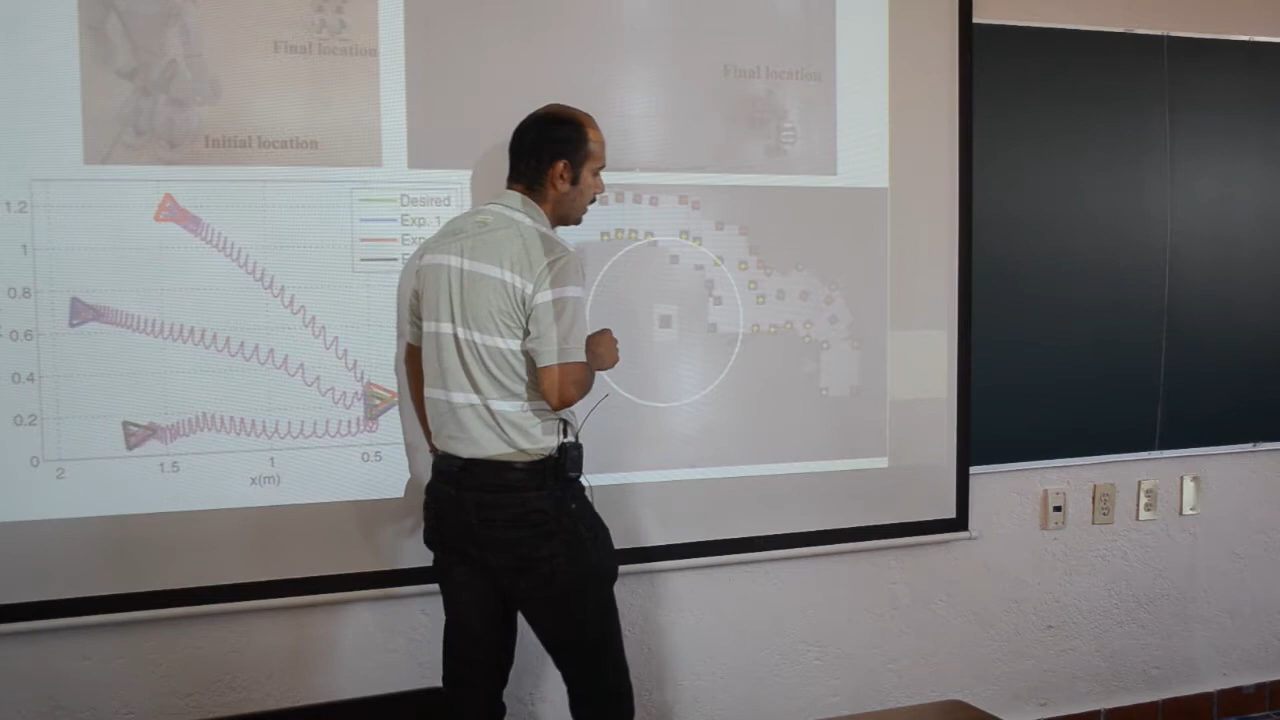 Final location
Final location
Initial location
Desired
Exp. 1
1.2
1
0.8
0.6
0.4
0.2
0
2
1.5
1
0.5
x(m)